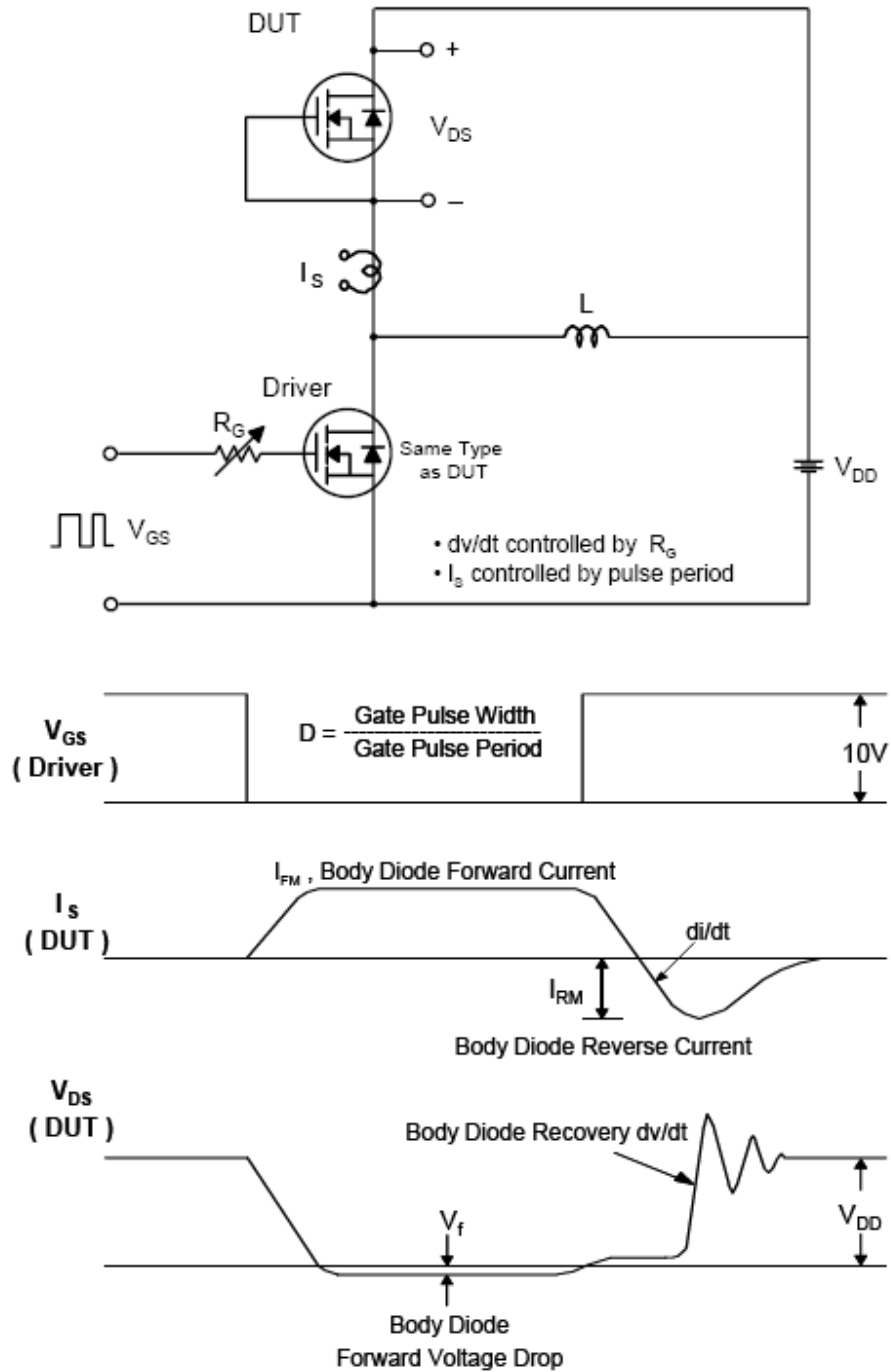 DUT
+
V_DS
–
I_S
L
Driver
R_G
Same Type
as DUT
V_DD
V_GS
• dv/dt controlled by R_G
• I_S controlled by pulse period
V_GS
( Driver )
D = Gate Pulse Width
Gate Pulse Period
10V
I_FM , Body Diode Forward Current
I_S
( DUT )
di/dt
I_RM
Body Diode Reverse Current
V_DS
( DUT )
Body Diode Recovery dv/dt
V_f
V_DD
Body Diode
Forward Voltage Drop